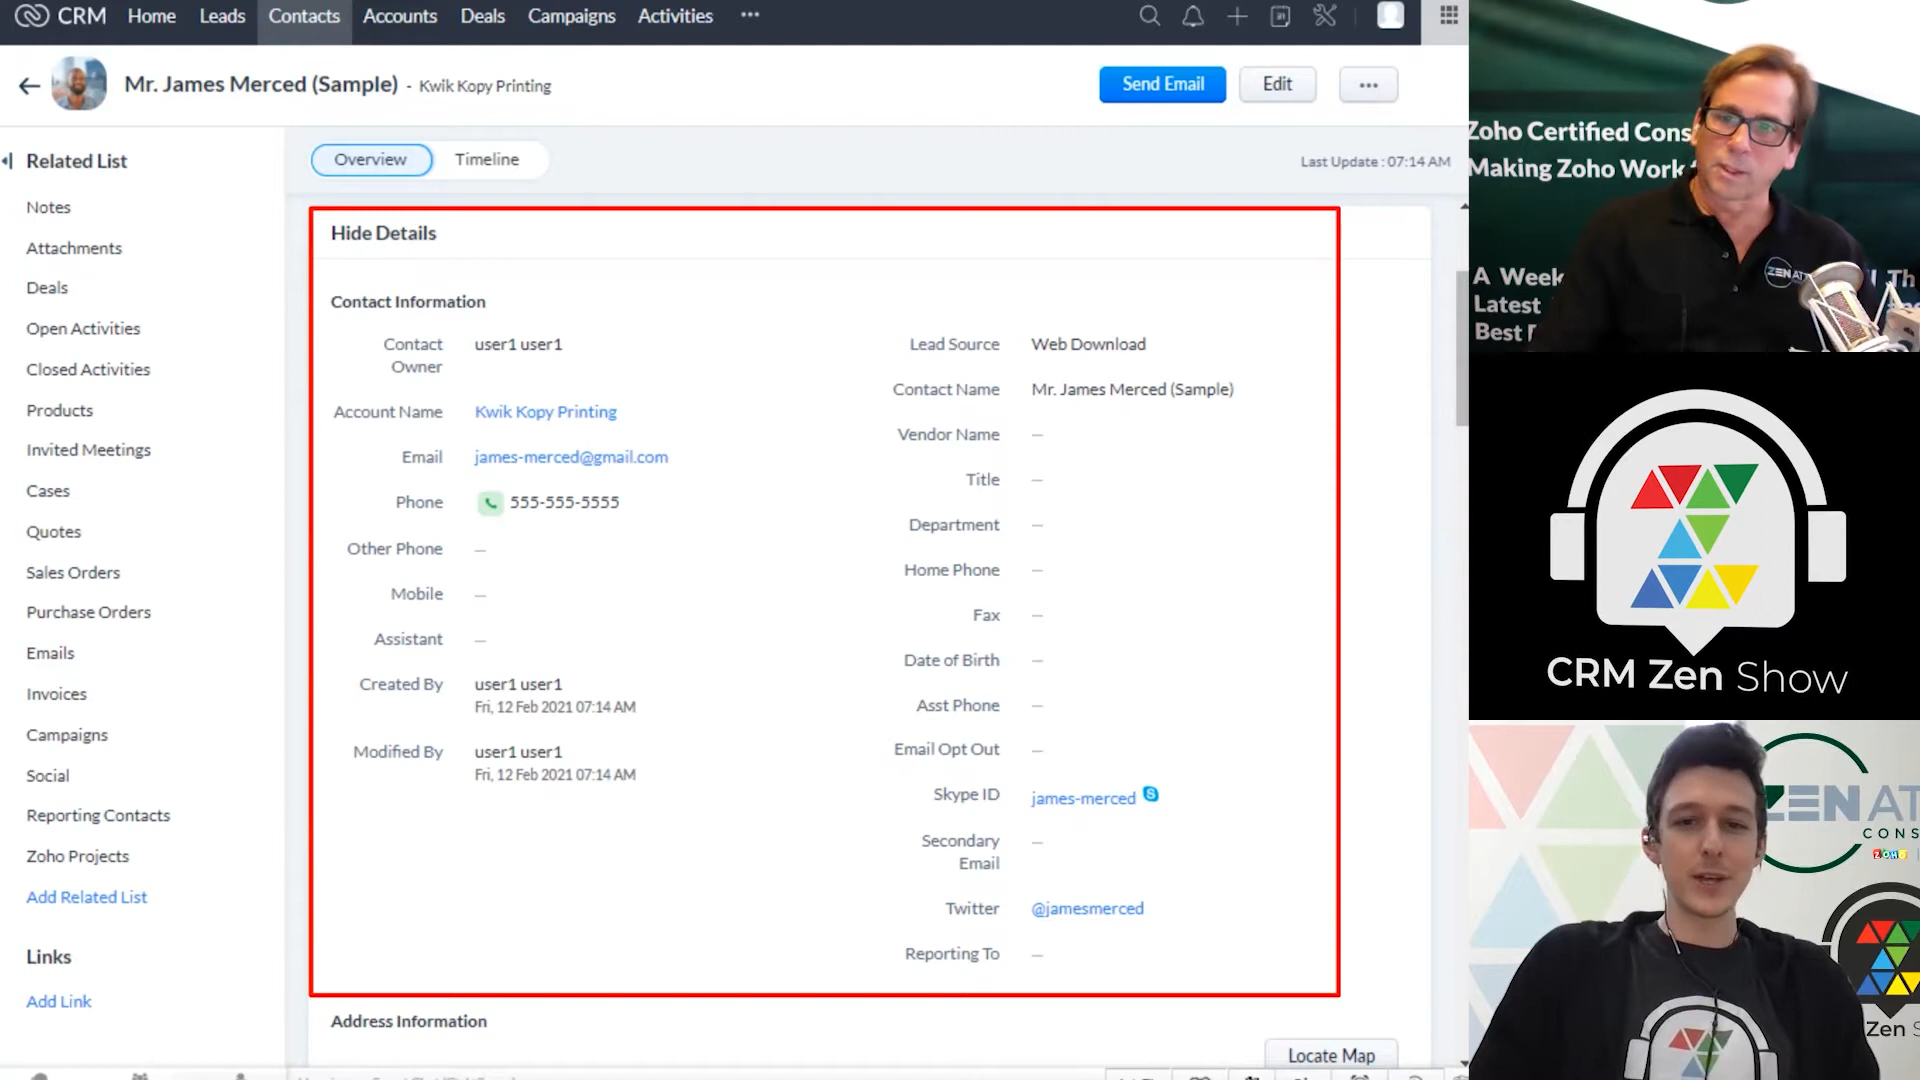 CRM Home Leads Contacts Accounts Deals Campaigns Activities
Mr. James Merced (Sample) - Kwik Kopy Printing
Send Email
Edit
Related List
Notes
Attachments
Deals
Open Activities
Closed Activities
Products
Invited Meetings
Cases
Quotes
Sales Orders
Purchase Orders
Emails
Invoices
Campaigns
Social
Reporting Contacts
Zoho Projects
Add Related List
Links
Add Link
Overview Timeline
Last Update : 07:14 AM
Hide Details
Contact Information
Contact Owner user1 user1
Account Name Kwik Kopy Printing
Email james-merced@gmail.com
Phone 555-555-5555
Other Phone —
Mobile —
Assistant —
Created By user1 user1
Fri, 12 Feb 2021 07:14 AM
Modified By user1 user1
Fri, 12 Feb 2021 07:14 AM
Lead Source Web Download
Contact Name Mr. James Merced (Sample)
Vendor Name —
Title —
Department —
Home Phone —
Fax —
Date of Birth —
Asst Phone —
Email Opt Out —
Skype ID james-merced
Secondary Email —
Twitter @jamesmerced
Reporting To —
Address Information
Locate Map
Zoho Certified Cons
Making Zoho Work
A Week
Latest
Best
Th
ZEN AT
CRM Zen Show
ZEN AT
CONS
ZOHO
Zen S